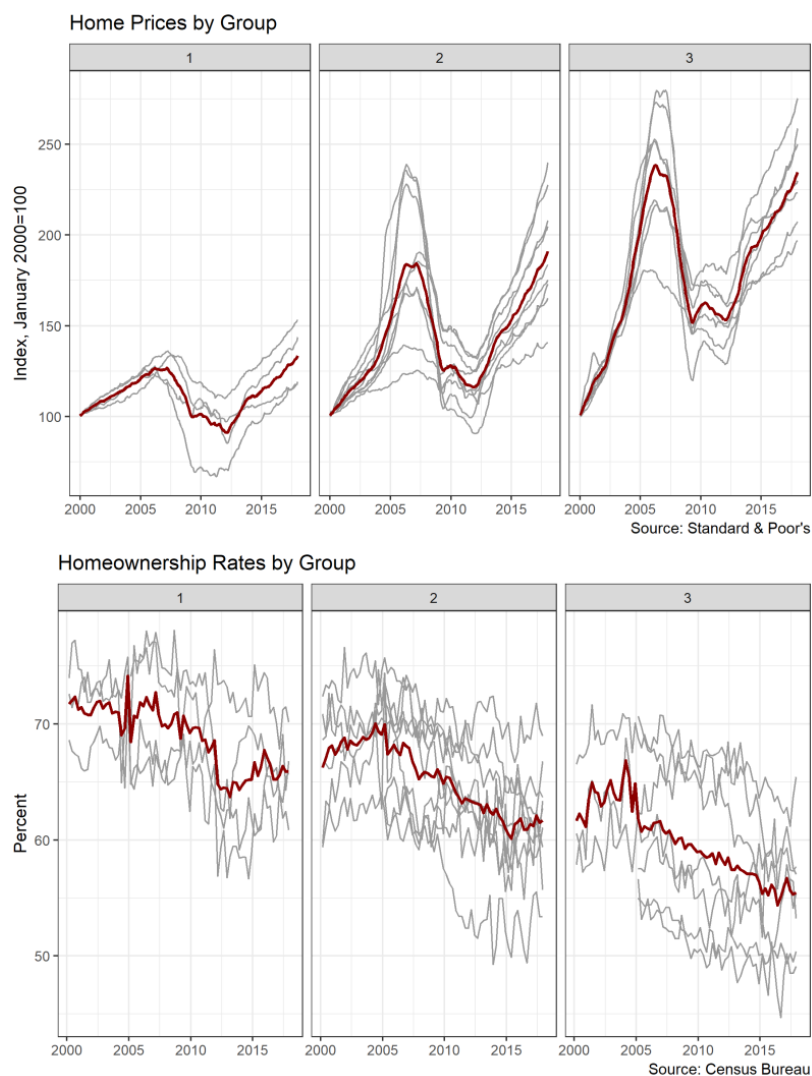 Home Prices by Group
1 2 3
Index, January 2000=100
250
200
150
100
2000 2005 2010 2015 2000 2005 2010 2015 2000 2005 2010 2015
Source: Standard & Poor's
Homeownership Rates by Group
1 2 3
Percent
70
60
50
2000 2005 2010 2015 2000 2005 2010 2015 2000 2005 2010 2015
Source: Census Bureau